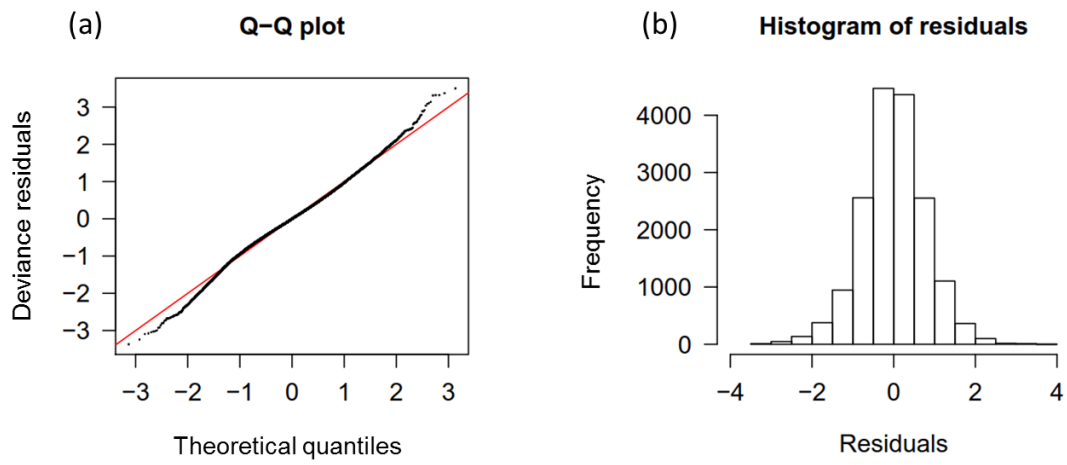 (a)
Q−Q plot
Deviance residuals
3
2
1
0
−1
−2
−3
−3 −2 −1 0 1 2 3
Theoretical quantiles
(b)
Histogram of residuals
Frequency
4000
3000
2000
1000
0
−4 −2 0 2 4
Residuals